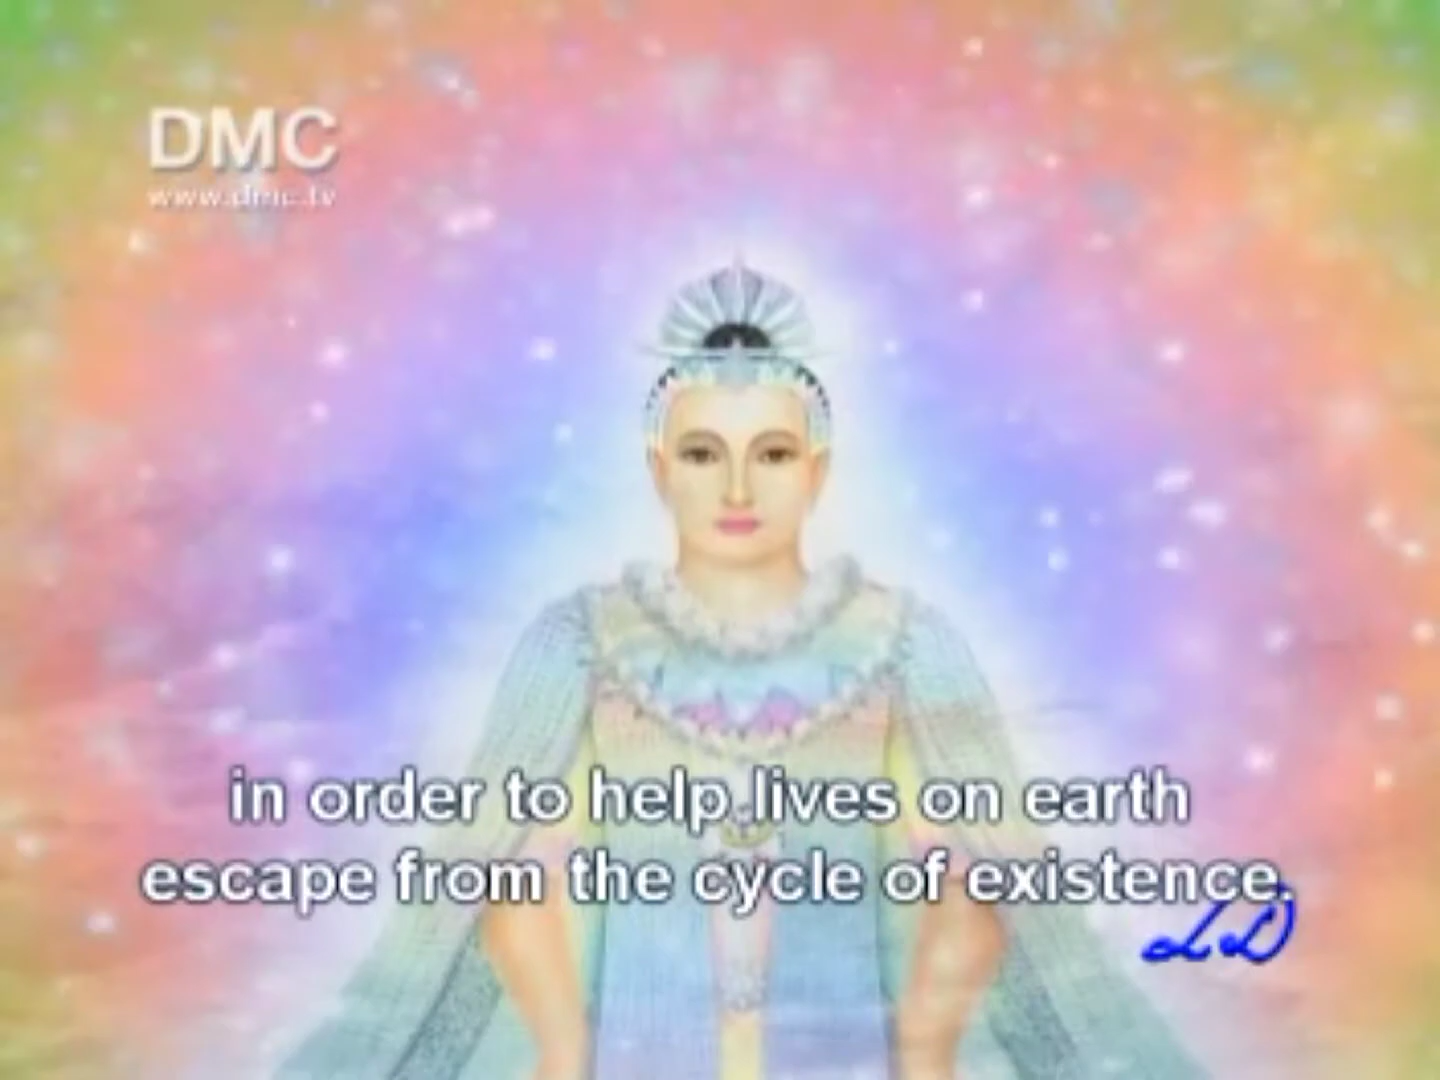 DMC
www.dmc.tv
in order to help lives on earth
escape from the cycle of existence.